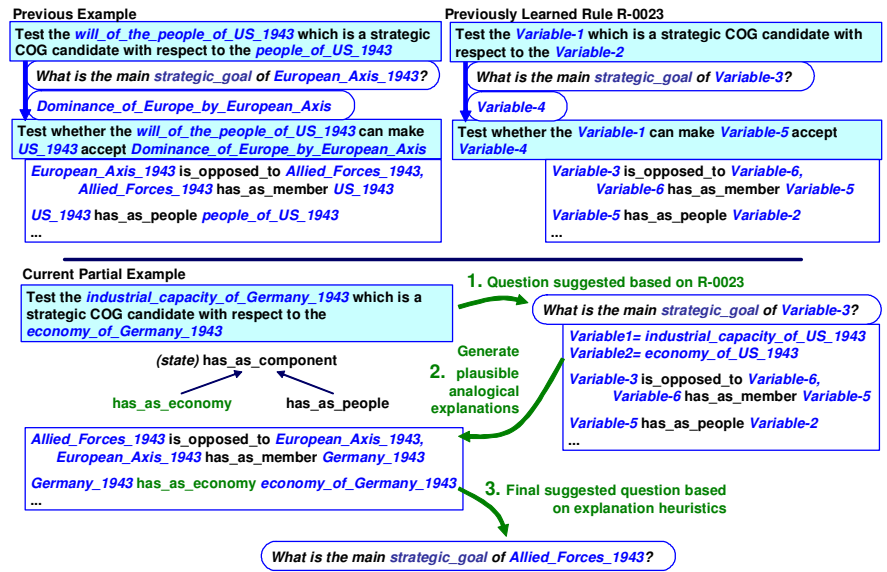 Previous Example
Test the will_of_the_people_of_US_1943 which is a strategic
COG candidate with respect to the people_of_US_1943
What is the main strategic_goal of European_Axis_1943?
Dominance_of_Europe_by_European_Axis
Test whether the will_of_the_people_of_US_1943 can make
US_1943 accept Dominance_of_Europe_by_European_Axis
European_Axis_1943 is_opposed_to Allied_Forces_1943,
Allied_Forces_1943 has_as_member US_1943
US_1943 has_as_people people_of_US_1943
...
Previously Learned Rule R-0023
Test the Variable-1 which is a strategic COG candidate with
respect to the Variable-2
What is the main strategic_goal of Variable-3?
Variable-4
Test whether the Variable-1 can make Variable-5 accept
Variable-4
Variable-3 is_opposed_to Variable-6,
Variable-6 has_as_member Variable-5
Variable-5 has_as_people Variable-2
...
Current Partial Example
Test the industrial_capacity_of_Germany_1943 which is a
strategic COG candidate with respect to the
economy_of_Germany_1943
1. Question suggested based on R-0023
What is the main strategic_goal of Variable-3?
Variable1= industrial_capacity_of_US_1943
Variable2= economy_of_US_1943
Variable-3 is_opposed_to Variable-6,
Variable-6 has_as_member Variable-5
Variable-5 has_as_people Variable-2
...
(state) has_as_component
has_as_economy
has_as_people
Generate
2. plausible
analogical
explanations
Allied_Forces_1943 is_opposed_to European_Axis_1943,
European_Axis_1943 has_as_member Germany_1943
Germany_1943 has_as_economy economy_of_Germany_1943
...
3. Final suggested question based
on explanation heuristics
What is the main strategic_goal of Allied_Forces_1943?